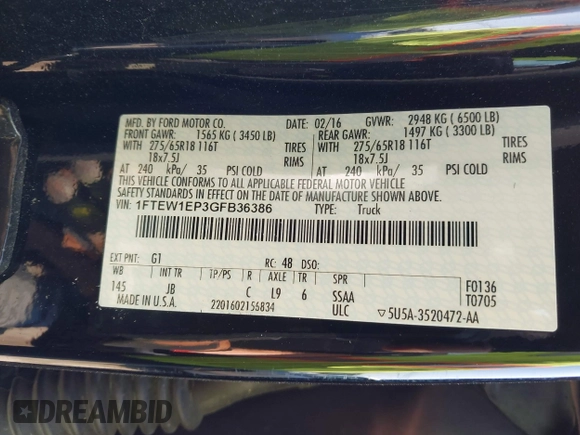 MFD. BY FORD MOTOR CO. DATE: 02/16 GVWR: 2948 KG ( 6500 LB)
FRONT GAWR: 1565 KG ( 3450 LB) REAR GAWR: 1497 KG ( 3300 LB)
WITH 275/65R18 116T TIRES WITH 275/65R18 116T TIRES
18x7.5J RIMS 18x7.5J RIMS
AT 240 kPa/ 35 PSI COLD AT 240 kPa/ 35 PSI COLD
THIS VEHICLE CONFORMS TO ALL APPLICABLE FEDERAL MOTOR VEHICLE
SAFETY STANDARDS IN EFFECT ON THE DATE OF MANUFACTURE SHOWN ABOVE.
VIN: 1FTEW1EP3GFB36386 TYPE: Truck
EXT PNT: G1 RC: 48 DSO:
WB INT TR TP/PS R AXLE TR SPR F0136
145 JB C L9 6 SSAA T0705
MADE IN U.S.A. 2201602156834 ULC ▽5U5A-3520472-AA
DREAMBID